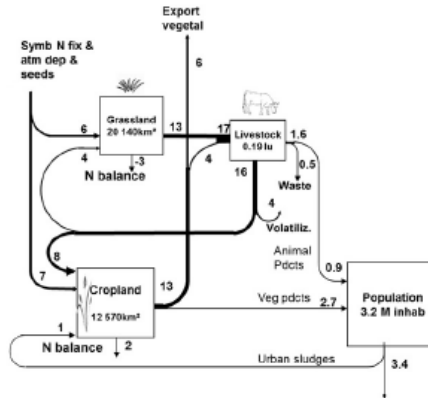 Export
vegetal
Symb N fix &
atm dep &
seeds
6
Grassland
20 140km²
6
13
17
Livestock
0.19 lu
1.6
4
4
-3
0.5
N balance
16
Waste
4
Volatiliz.
Animal
Pdcts
8
7
13
0.9
Cropland
12 570km²
2.7
Veg pdcts
Population
3.2 M inhab
1
N balance
2
Urban sludges
3.4